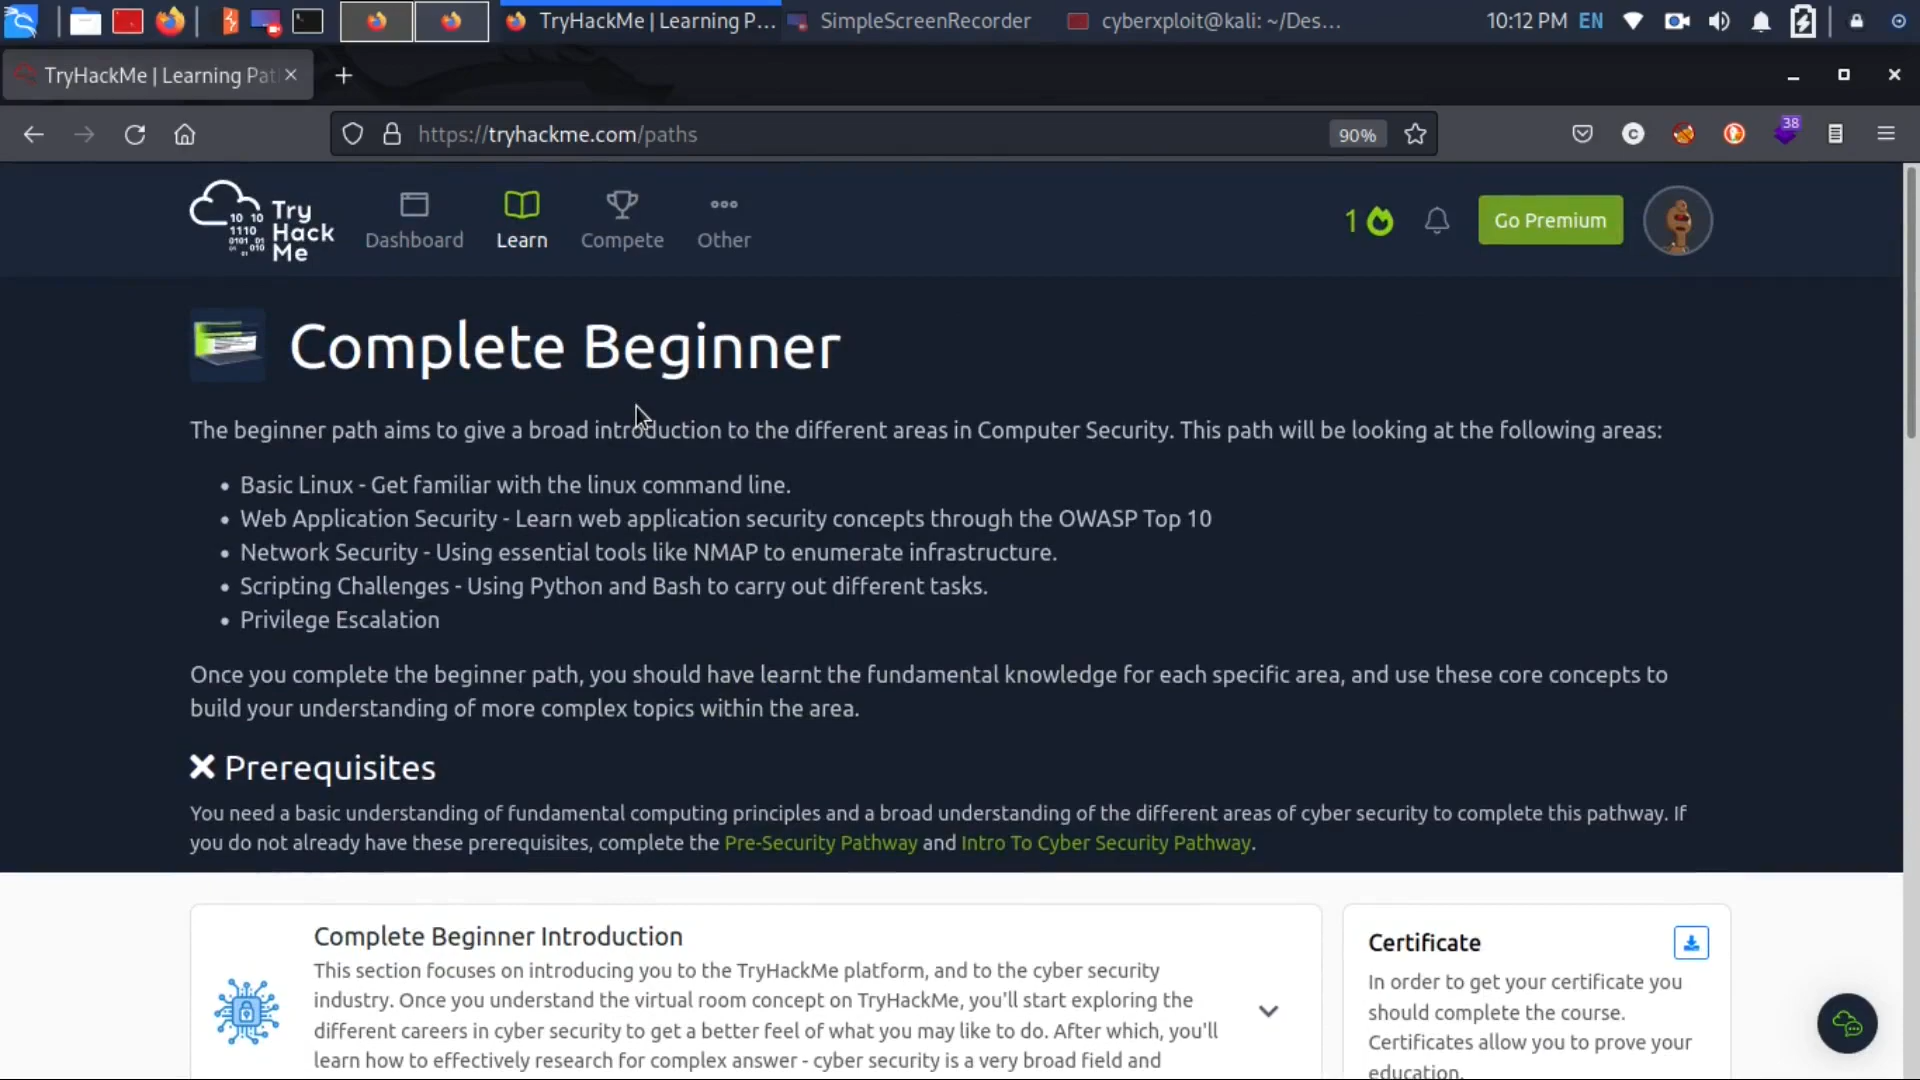 TryHackMe | Learning P...
SimpleScreenRecorder
cyberxploit@kali: ~/Des...
10:12 PM
EN
TryHackMe | Learning Pat
https://tryhackme.com/paths
90%
38
Try
Hack
Me
10 10
1110
0101 01
Dashboard
Learn
Compete
Other
1
Go Premium
Complete Beginner
The beginner path aims to give a broad introduction to the different areas in Computer Security. This path will be looking at the following areas:
• Basic Linux - Get familiar with the linux command line.
• Web Application Security - Learn web application security concepts through the OWASP Top 10
• Network Security - Using essential tools like NMAP to enumerate infrastructure.
• Scripting Challenges - Using Python and Bash to carry out different tasks.
• Privilege Escalation
Once you complete the beginner path, you should have learnt the fundamental knowledge for each specific area, and use these core concepts to
build your understanding of more complex topics within the area.
Prerequisites
You need a basic understanding of fundamental computing principles and a broad understanding of the different areas of cyber security to complete this pathway. If
you do not already have these prerequisites, complete the Pre-Security Pathway and Intro To Cyber Security Pathway.
Complete Beginner Introduction
This section focuses on introducing you to the TryHackMe platform, and to the cyber security
industry. Once you understand the virtual room concept on TryHackMe, you'll start exploring the
different careers in cyber security to get a better feel of what you may like to do. After which, you'll
learn how to effectively research for complex answer - cyber security is a very broad field and
Certificate
In order to get your certificate you
should complete the course.
Certificates allow you to prove your
education.